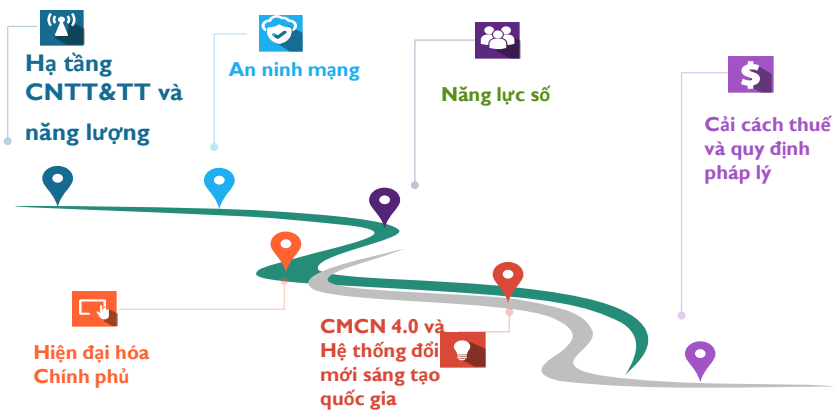 Hạ tầng
CNTT&TT và
năng lượng
An ninh mạng
Năng lực số
Cải cách thuế
và quy định
pháp lý
Hiện đại hóa
Chính phủ
CMCN 4.0 và
Hệ thống đổi
mới sáng tạo
quốc gia